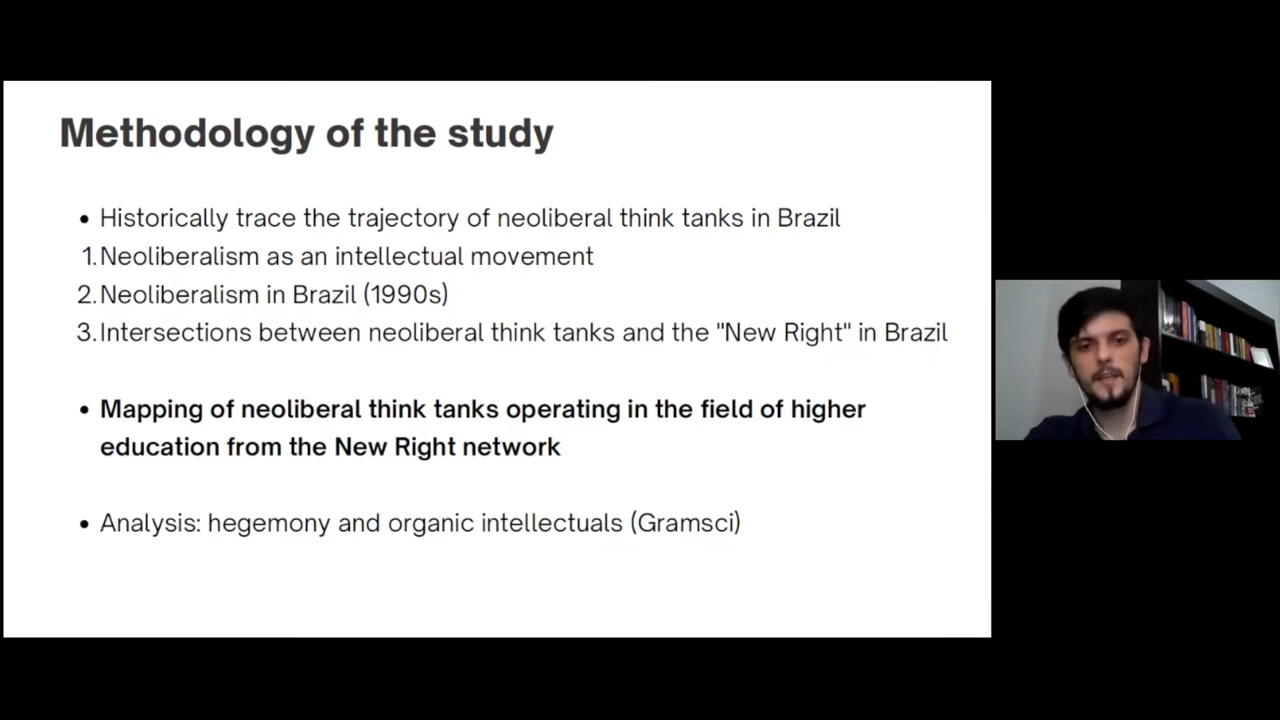 Methodology of the study
• Historically trace the trajectory of neoliberal think tanks in Brazil
1. Neoliberalism as an intellectual movement
2. Neoliberalism in Brazil (1990s)
3. Intersections between neoliberal think tanks and the "New Right" in Brazil
• Mapping of neoliberal think tanks operating in the field of higher
education from the New Right network
• Analysis: hegemony and organic intellectuals (Gramsci)